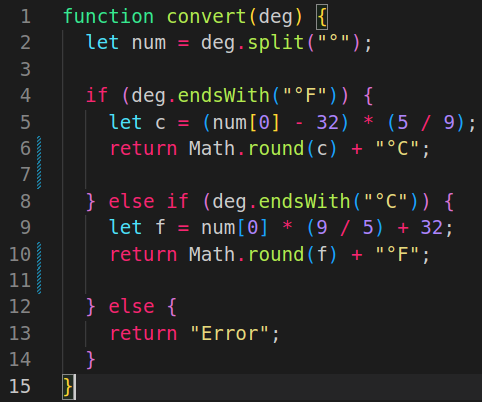 1 function convert(deg) {
2   let num = deg.split("°");
3
4   if (deg.endsWith("°F")) {
5     let c = (num[0] - 32) * (5 / 9);
6     return Math.round(c) + "°C";
7
8   } else if (deg.endsWith("°C")) {
9     let f = num[0] * (9 / 5) + 32;
10     return Math.round(f) + "°F";
11
12   } else {
13     return "Error";
14   }
15 }